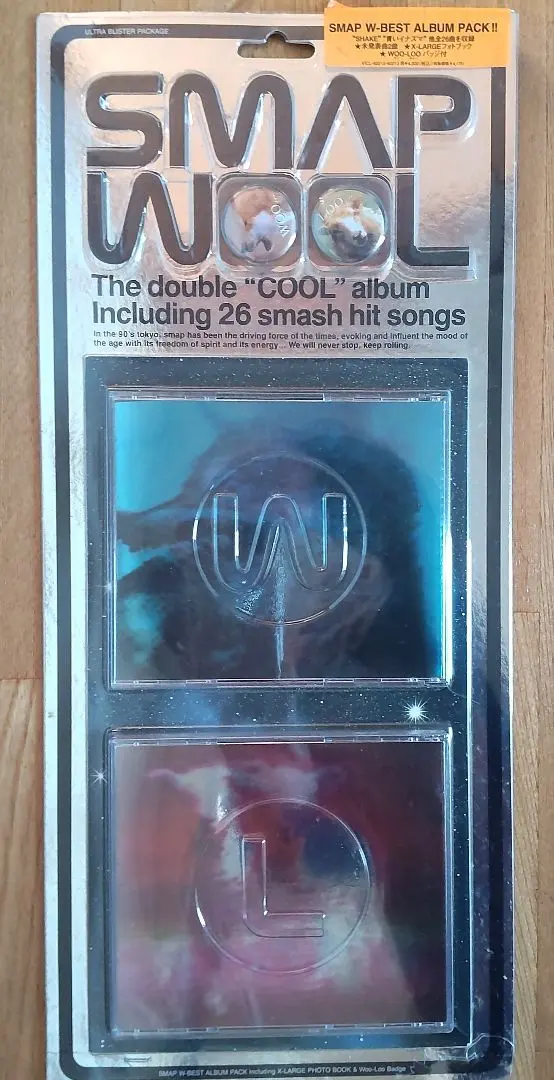 ULTRA BLISTER PACKAGE
SMAP W-BEST ALBUM PACK!!
"SHAKE" "青いイナズマ" 他全26曲を収録
★未発表曲2曲 ★X-LARGEフォトブック
★WOO-LOO バッジ付
SMAP
WOOL
The double "COOL" album
Including 26 smash hit songs
In the 90's tokyo, smap has been the driving force of the times, evoking and influent the mood of
the age with its freedom of spirit and its energy... We will never stop, keep rolling.
W
L
SMAP W-BEST ALBUM PACK including X-LARGE PHOTO BOOK & Woo-Loo Badge